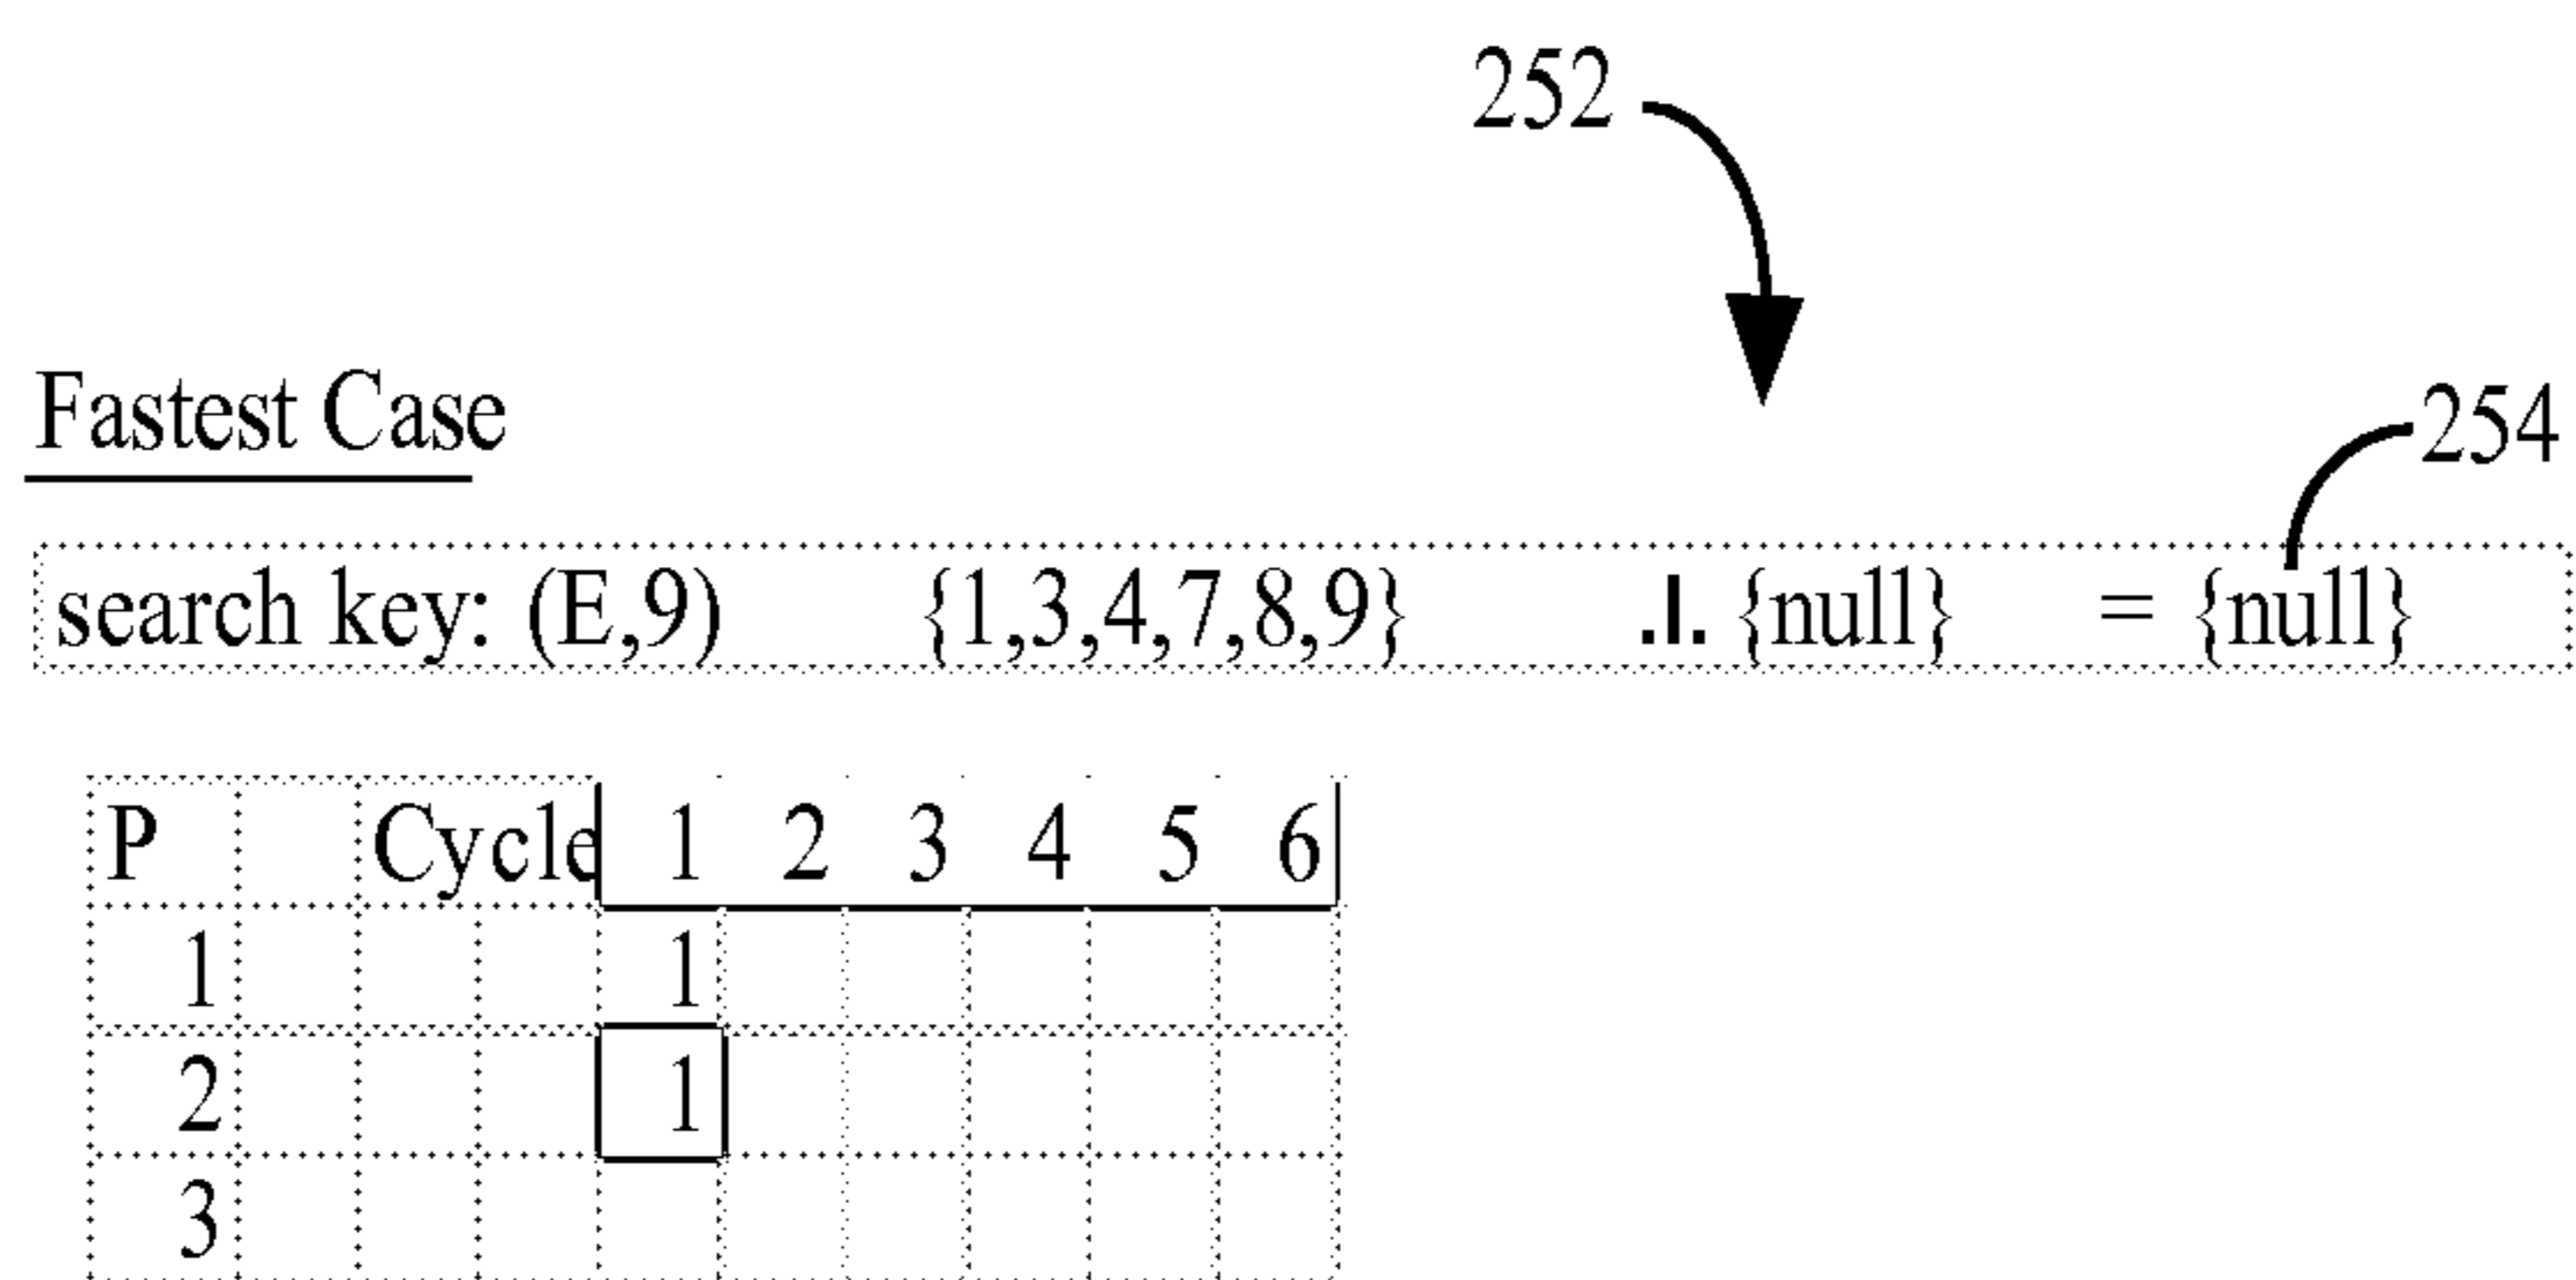 252
Fastest Case
254
search key: (E,9) {1,3,4,7,8,9} .I. {null} = {null}
P Cycle 1 2 3 4 5 6
1 1
2 1
3